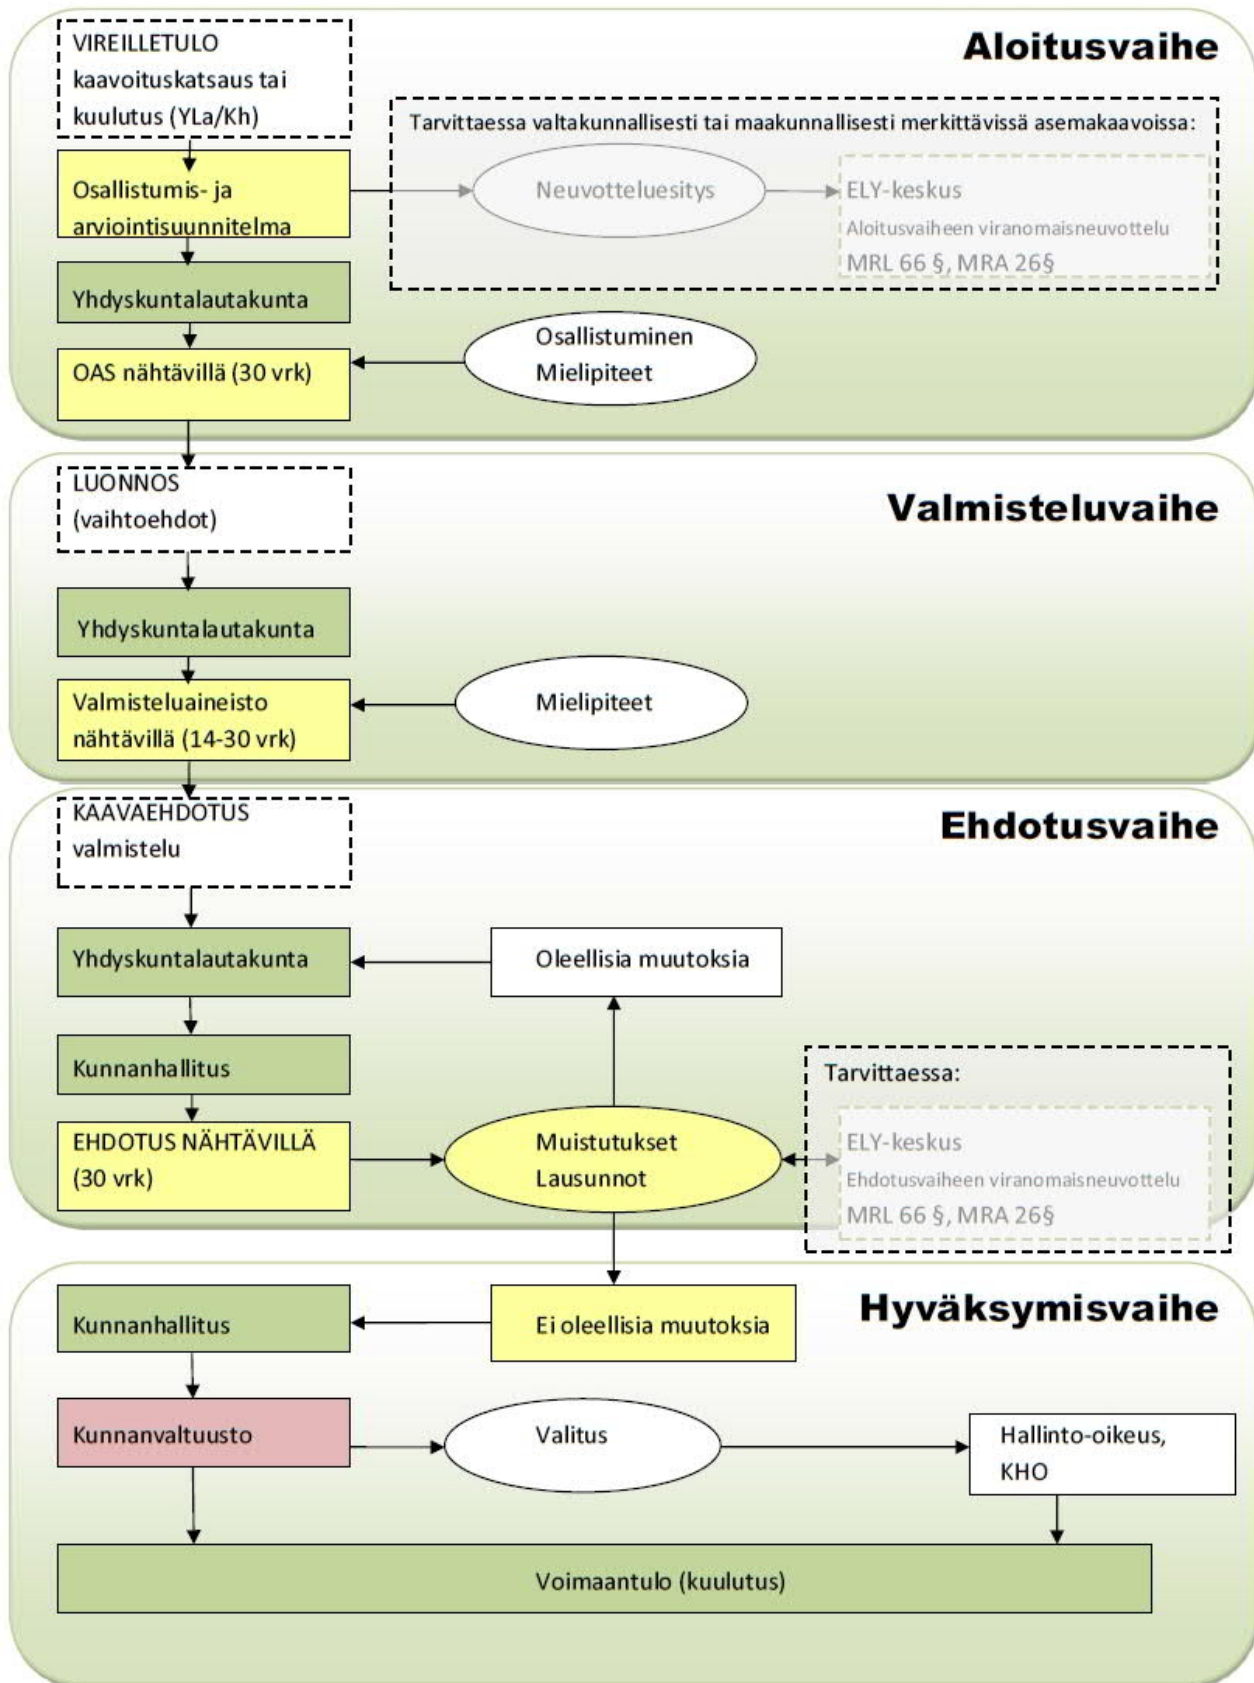 Aloitusvaihe
VIREILLETULO
kaavoituskatsaus tai
kuulutus (YLa/Kh)
Tarvittaessa valtakunnallisesti tai maakunnallisesti merkittävissä asemakaavoissa:
Osallistumis- ja
arviointisuunnitelma
Neuvotteluesitys
ELY-keskus
Aloitusvaiheen viranomaisneuvottelu
MRL 66 §, MRA 26§
Yhdyskuntalautakunta
Osallistuminen
Mielipiteet
OAS nähtävillä (30 vrk)
Valmisteluvaihe
LUONNOS
(vaihtoehdot)
Yhdyskuntalautakunta
Valmisteluaineisto
nähtävillä (14-30 vrk)
Mielipiteet
Ehdotusvaihe
KAAVAEHDOTUS
valmistelu
Yhdyskuntalautakunta
Oleellisia muutoksia
Kunnanhallitus
Tarvittaessa:
EHDOTUS NÄHTÄVILLÄ
(30 vrk)
Muistutukset
Lausunnot
ELY-keskus
Ehdotusvaiheen viranomaisneuvottelu
MRL 66 §, MRA 26§
Hyväksymisvaihe
Kunnanhallitus
Ei oleellisia muutoksia
Kunnanvaltuusto
Valitus
Hallinto-oikeus,
KHO
Voimaantulo (kuulutus)